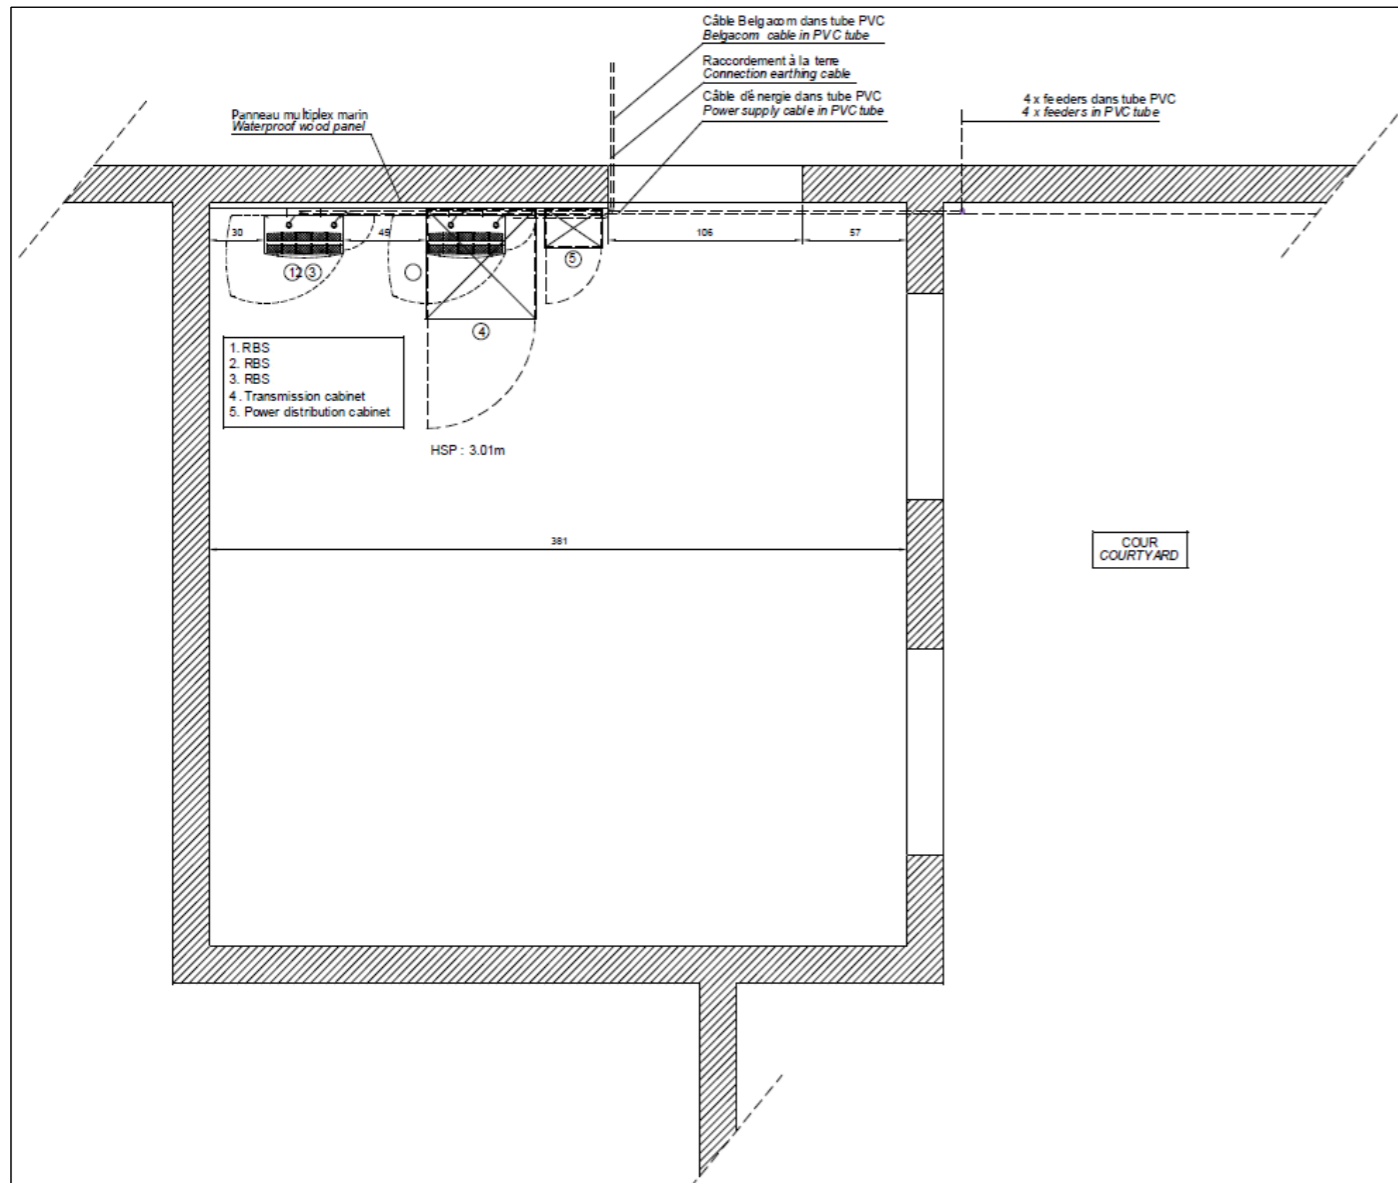 Câble Belgacom dans tube PVC
Belgacom cable in PVC tube
Raccordement à la terre
Connection earthing cable
Câble d'énergie dans tube PVC
Power supply cable in PVC tube
4 x feeders dans tube PVC
4 x feeders in PVC tube
Panneau multiplex marin
Waterproof wood panel
30
49
106
57
12 3
5
4
1. RBS
2. RBS
3. RBS
4. Transmission cabinet
5. Power distribution cabinet
HSP : 3.01m
381
COUR
COURTYARD